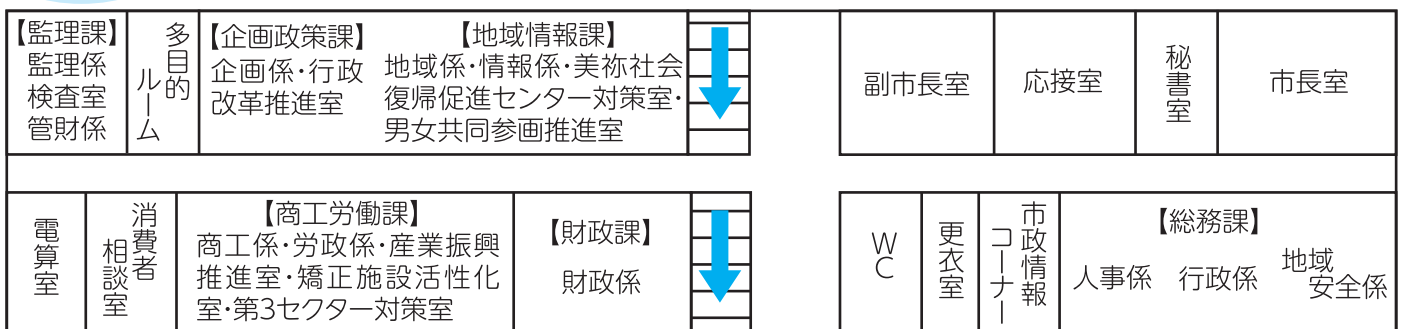 【監理課】
監理係
検査室
管財係
多目的
ルーム
【企画政策課】
企画係・行政
改革推進室
【地域情報課】
地域係・情報係・美祢社会
復帰促進センター対策室・
男女共同参画推進室
副市長室
応接室
秘書室
市長室
電算室
消費者
相談室
【商工労働課】
商工係・労政係・産業振興
推進室・矯正施設活性化
室・第3セクター対策室
【財政課】
財政係
WC
更衣室
市政情報
コーナー
【総務課】
人事係 行政係 地域
安全係